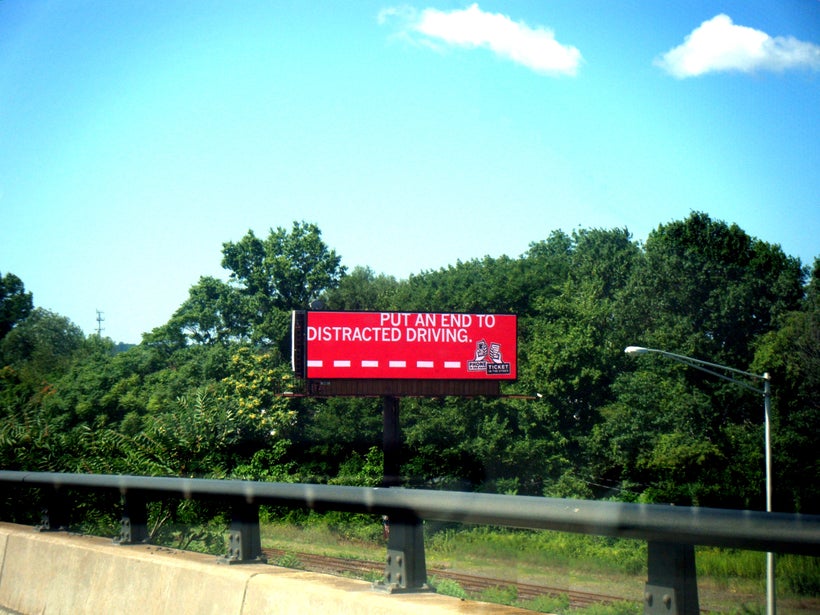 PUT AN END TO
DISTRACTED DRIVING.
TICKET